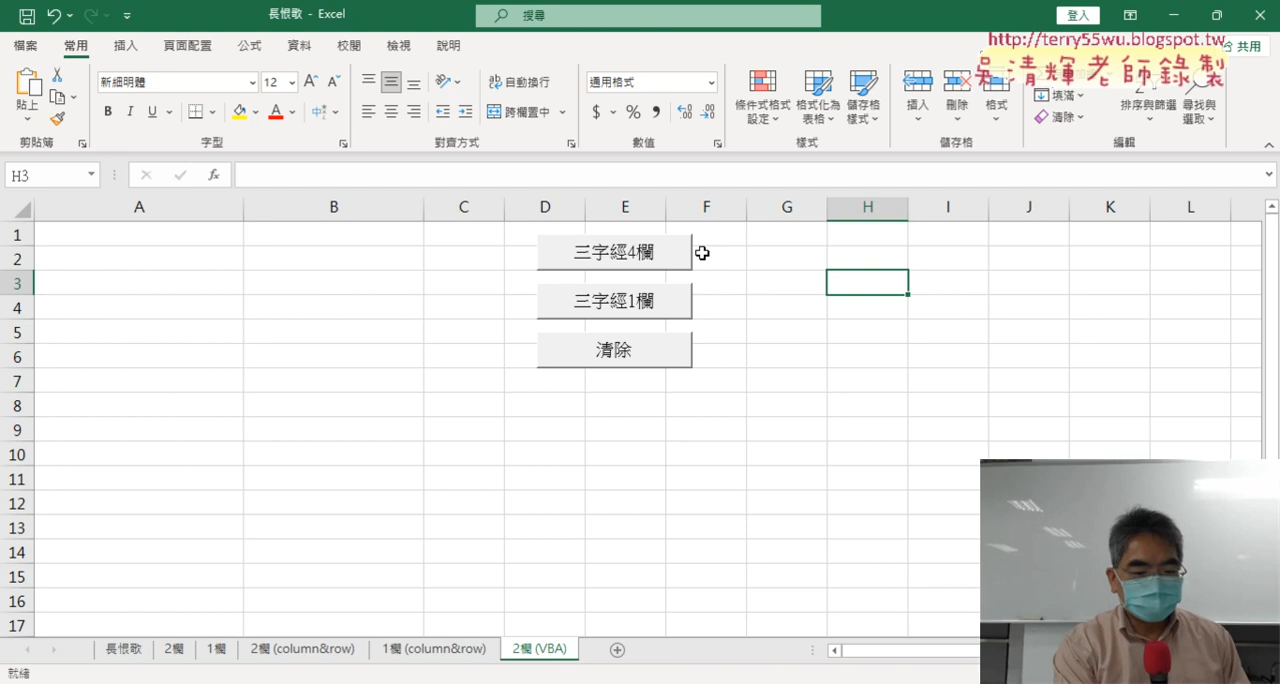 長恨歌 - Excel
搜尋
登入
http://terry55wu.blogspot.tw
吳清輝老師錄製
檔案 常用 插入 頁面配置 公式 資料 校閱 檢視 說明 共用
貼上
新細明體 12
自動換行
通用格式
條件式格式設定 格式化為表格 儲存格樣式
插入 刪除 格式
填滿
清除
排序與篩選 尋找與選取
B I U
跨欄置中
$ % 9
剪貼簿 字型 對齊方式 數值 樣式 儲存格 編輯
H3 fx
A B C D E F G H I J K L
1
2
3
4
5
6
7
8
9
10
11
12
13
14
15
16
17
三字經4欄
三字經1欄
清除
長恨歌 2欄 1欄 2欄 (column&row) 1欄 (column&row) 2欄 (VBA)
就緒